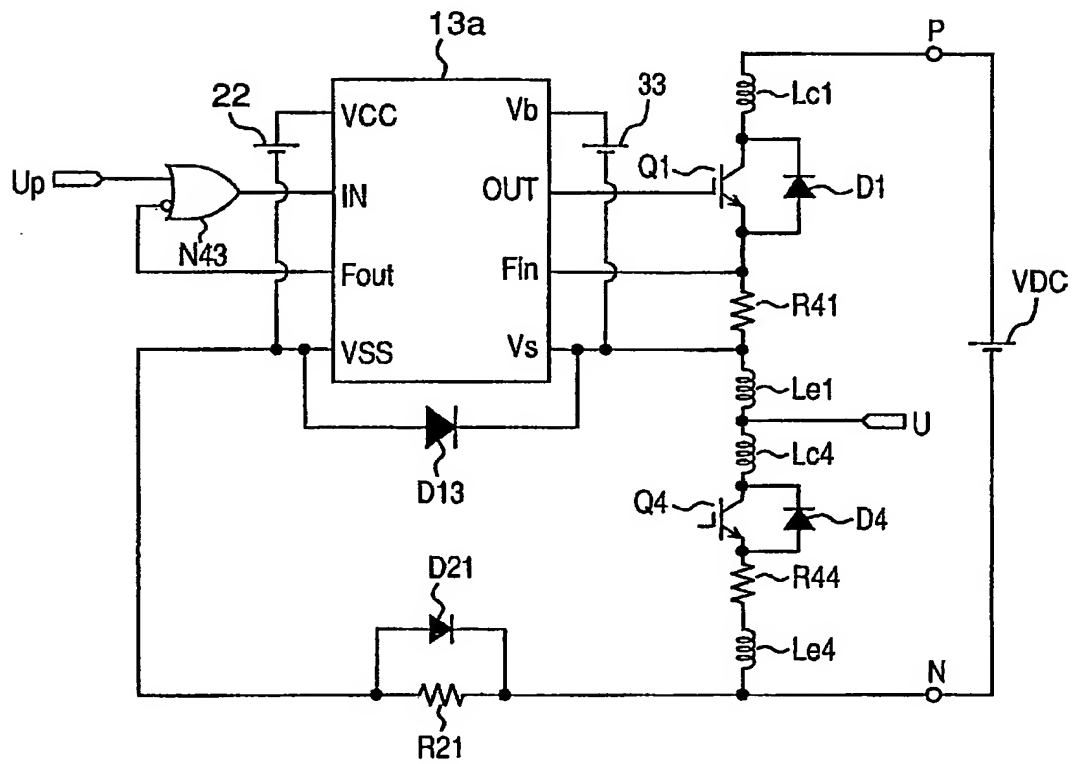 13a
P
22
VCC
Vb
33
Lc1
Up
IN
OUT
Q1
D1
N43
Fout
Fin
R41
VDC
VSS
Vs
Le1
U
D13
Lc4
Q4
D4
D21
R44
Le4
N
R21